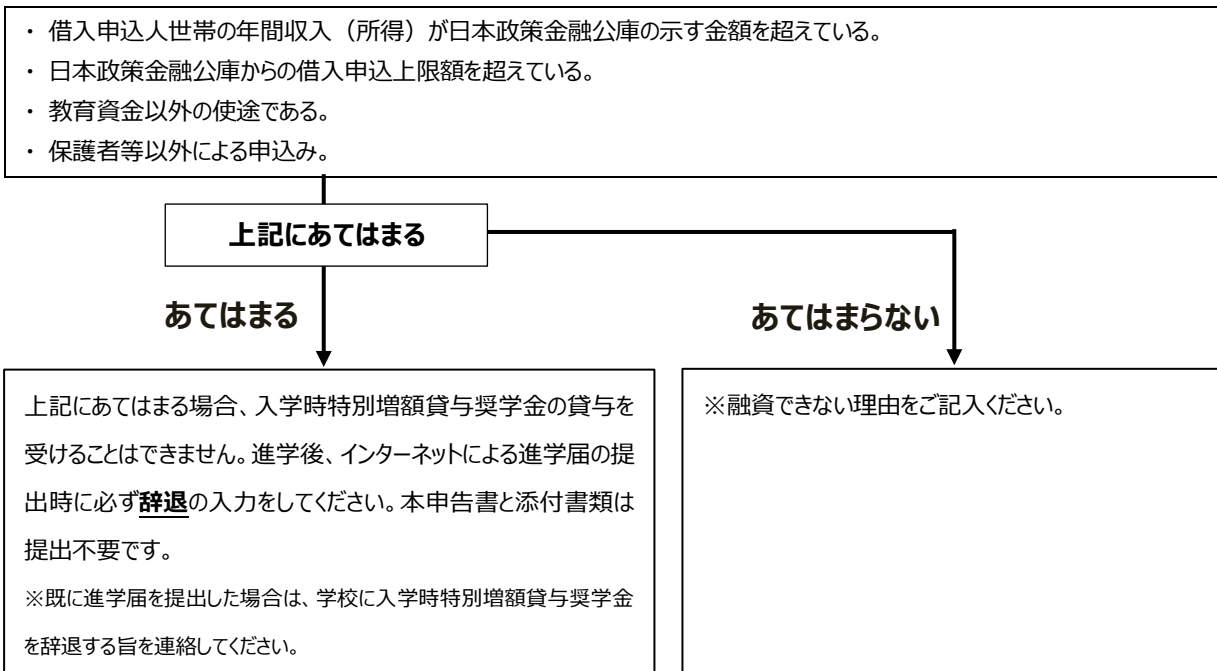 ・ 借入申込人世帯の年間収入（所得）が日本政策金融公庫の示す金額を超えている。
・ 日本政策金融公庫からの借入申込上限額を超えている。
・ 教育資金以外の使途である。
・ 保護者等以外による申込み。
上記にあてはまる
あてはまる
あてはまらない
上記にあてはまる場合、入学時特別増額貸与奨学金の貸与を
受けることはできません。進学後、インターネットによる進学届の提
出時に必ず辞退の入力をしてください。本申告書と添付書類は
提出不要です。
※既に進学届を提出した場合は、学校に入学時特別増額貸与奨学金
を辞退する旨を連絡してください。
※融資できない理由をご記入ください。